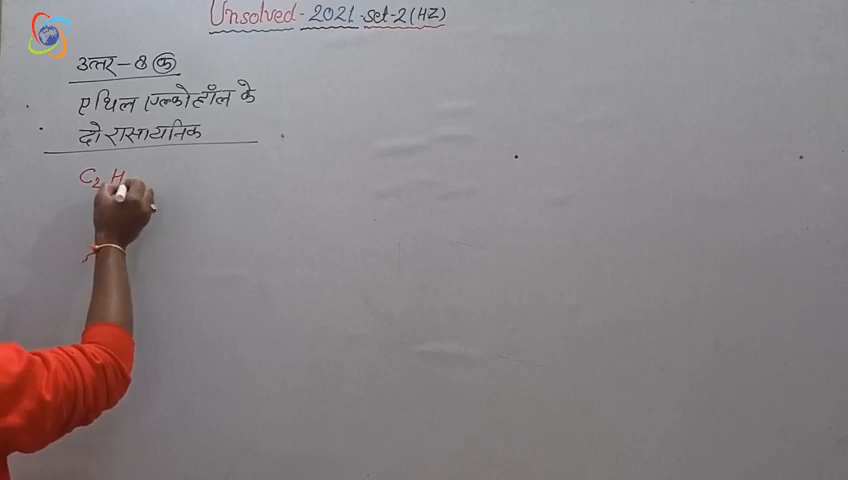 Unsolved - 2021 - set-2 (HZ)
उत्तर - 8 (क)
एथिल एल्कोहॉल के
दो रासायनिक
C2 H